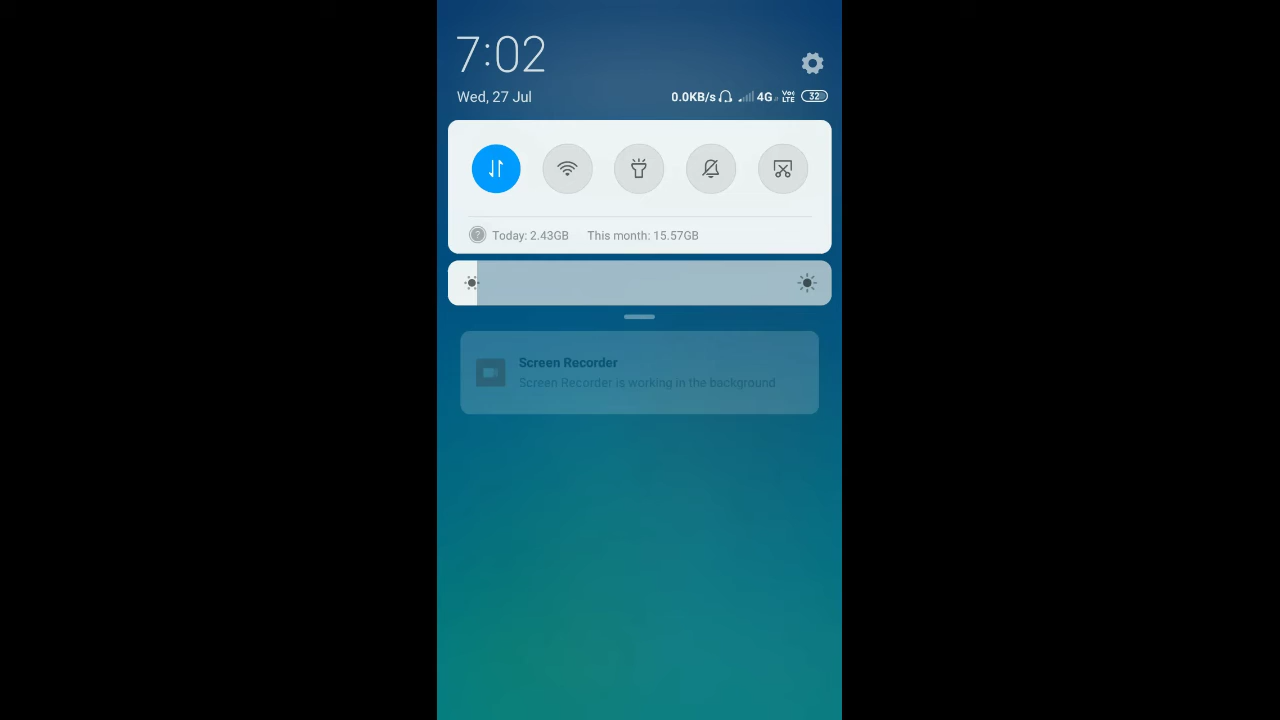 7:02
Wed, 27 Jul
0.0KB/s 4G Vo LTE 32
Today: 2.43GB This month: 15.57GB
Screen Recorder
Screen Recorder is working in the background